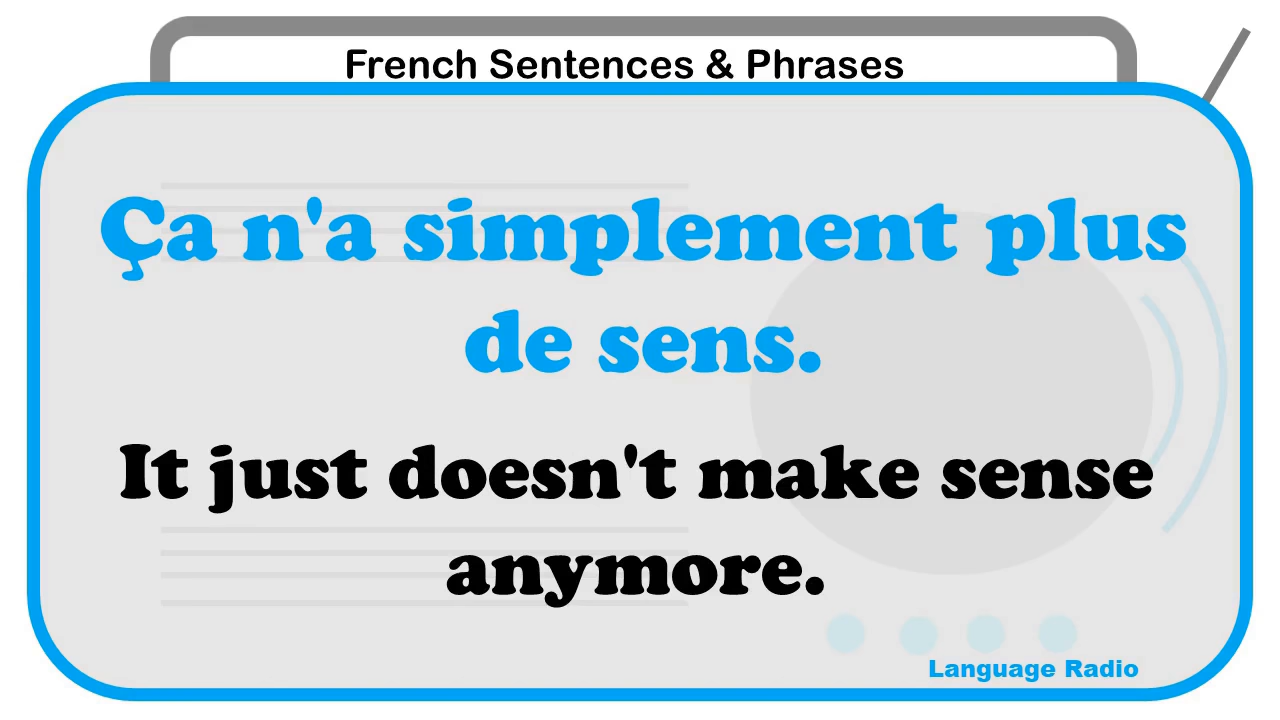 French Sentences & Phrases
Ça n'a simplement plus
de sens.
It just doesn't make sense
anymore.
Language Radio